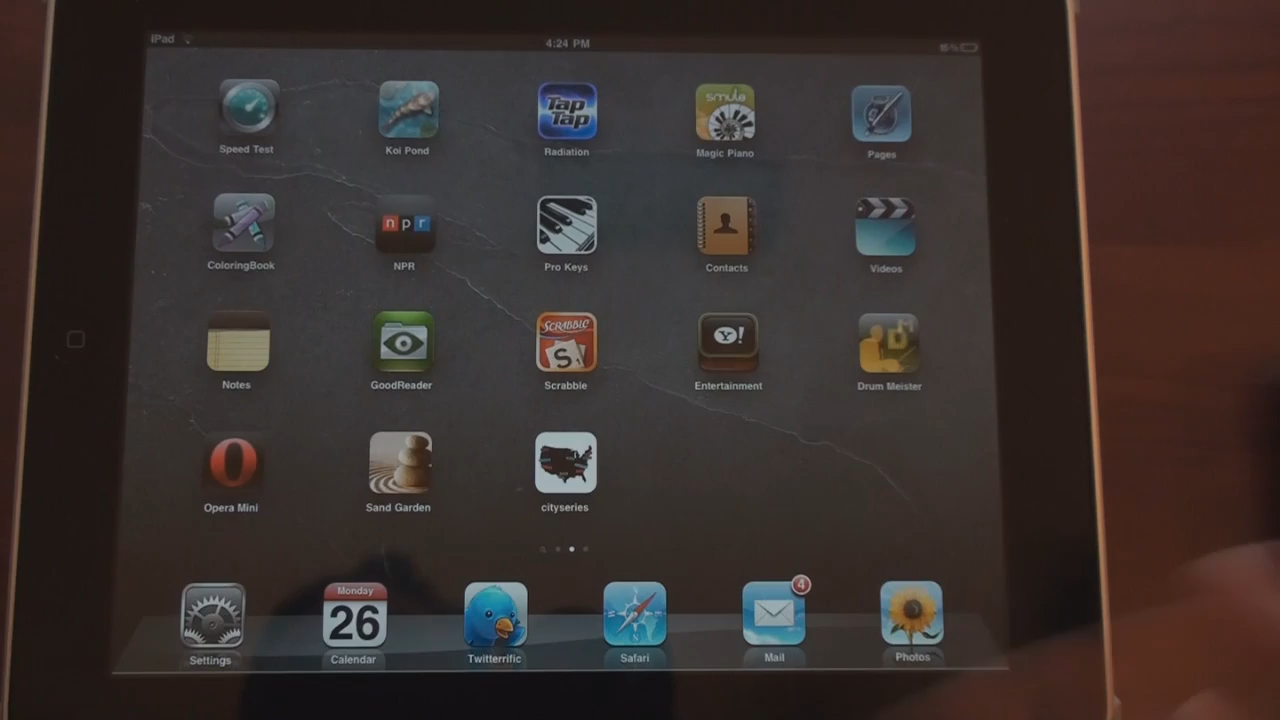 iPad 4:24 PM
Tap Tap
smule
Speed Test Koi Pond Radiation Magic Piano Pages
npr
ColoringBook NPR Pro Keys Contacts Videos
SCRABBLE
S
Y!
D M
Notes GoodReader Scrabble Entertainment Drum Meister
Opera Mini Sand Garden cityseries
Monday
26
4
Settings Calendar Twitterrific Safari Mail Photos